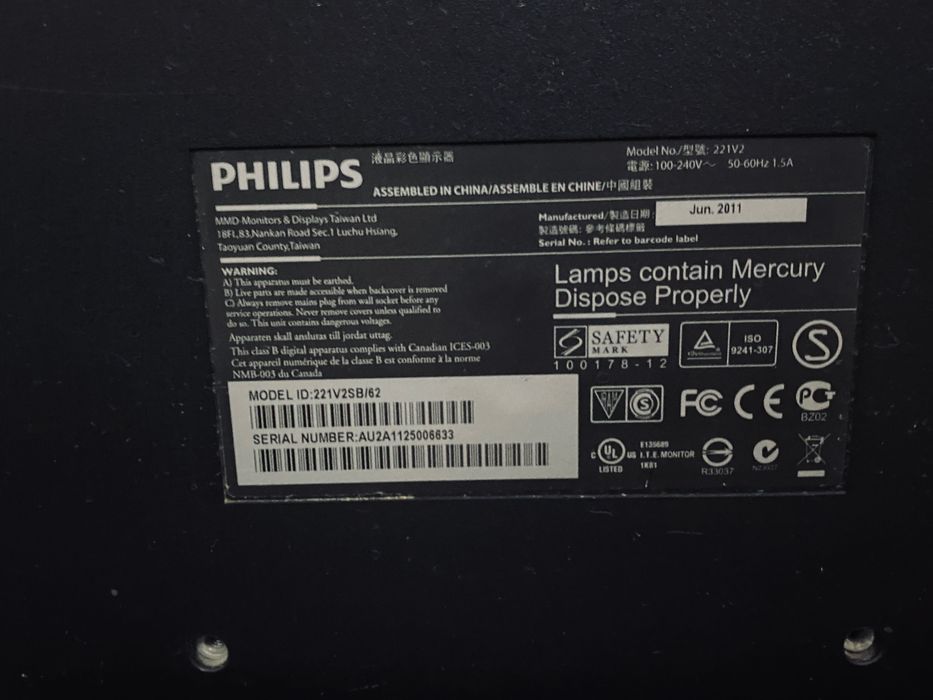 PHILIPS 液晶彩色顯示器
Model No./型號: 221V2
電源: 100-240V～ 50-60Hz 1.5A
ASSEMBLED IN CHINA/ASSEMBLE EN CHINE/中國組裝
MMD-Monitors & Displays Taiwan Ltd
18FL,83,Nankan Road Sec.1 Luchu Hsiang,
Taoyuan County,Taiwan
Manufactured/製造日期: Jun. 2011
製造號碼: 參考條碼標籤
Serial No. : Refer to barcode label
WARNING:
A) This apparatus must be earthed.
B) Live parts are made accessible when backcover is removed
C) Always remove mains plug from wall socket before any
service operations. Never remove covers unless qualified to
do so. This unit contains dangerous voltages.
Apparaten skall anslutas till jordat uttag.
This class B digital apparatus complies with Canadian ICES-003
Cet appareil numérique de la classe B est conforme à la norme
NMB-003 du Canada
Lamps contain Mercury
Dispose Properly
S SAFETY
MARK
100178-12
ISO
9241-307
S
S
FC CE
BZ02
MODEL ID:221V2SB/62
SERIAL NUMBER:AU2A1125006633
c UL us
LISTED
E135689
I.T.E. MONITOR
1K81
R33037